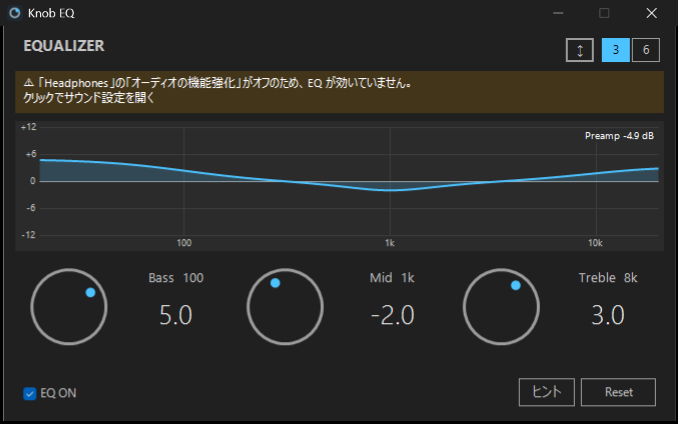 Knob EQ
EQUALIZER
↕ 3 6
⚠ 「Headphones」の「オーディオの機能強化」がオフのため、EQ が効いていません。
クリックでサウンド設定を開く
Preamp -4.9 dB
+12
+6
0
-6
-12
100 1k 10k
Bass 100 Mid 1k Treble 8k
5.0 -2.0 3.0
EQ ON ヒント Reset